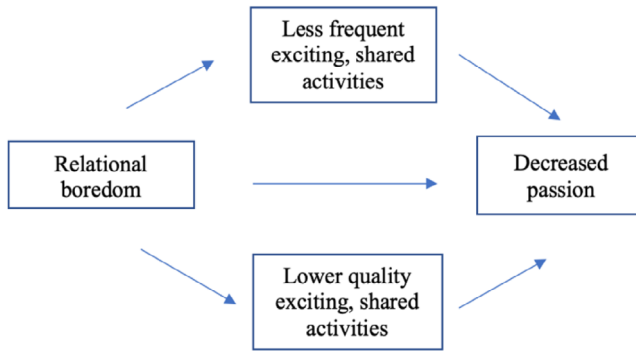 Less frequent
exciting, shared
activities
Relational
boredom
Decreased
passion
Lower quality
exciting, shared
activities